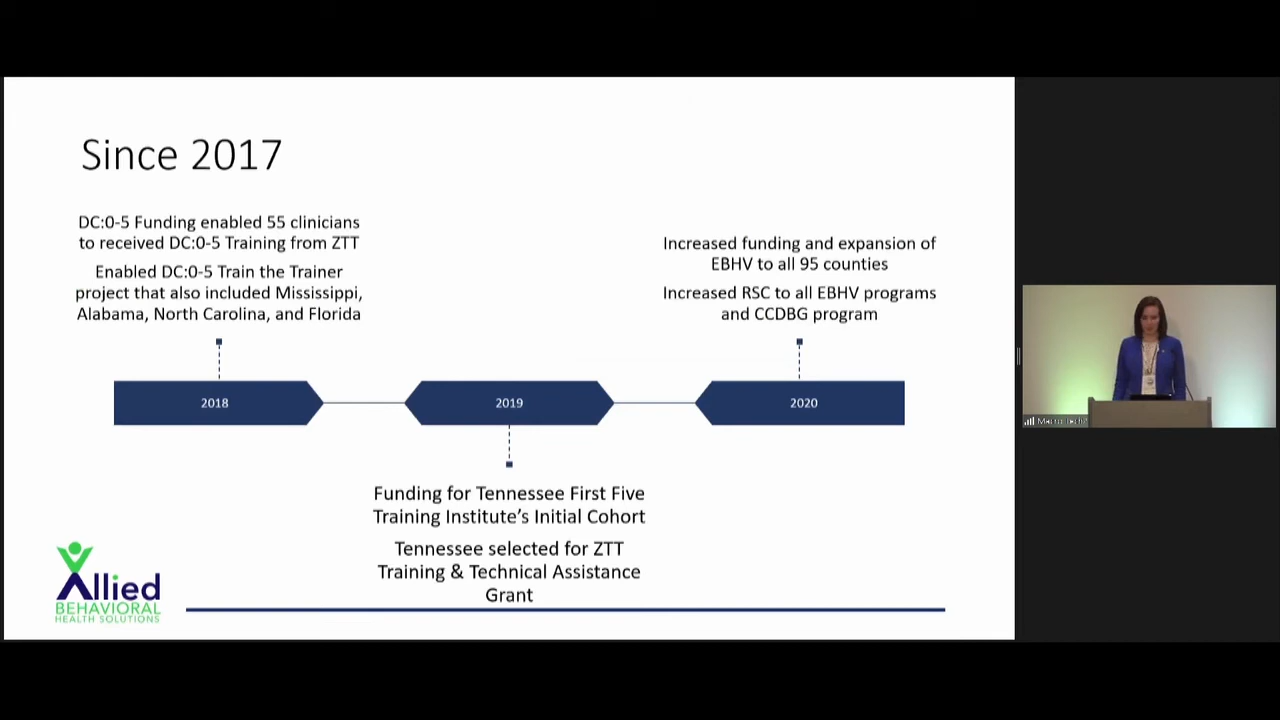 Since 2017
DC:0-5 Funding enabled 55 clinicians
to received DC:0-5 Training from ZTT
Enabled DC:0-5 Train the Trainer
project that also included Mississippi,
Alabama, North Carolina, and Florida
Increased funding and expansion of
EBHV to all 95 counties
Increased RSC to all EBHV programs
and CCDBG program
2018
2019
2020
Funding for Tennessee First Five
Training Institute’s Initial Cohort
Tennessee selected for ZTT
Training & Technical Assistance
Grant
Allied
BEHAVIORAL
HEALTH SOLUTIONS